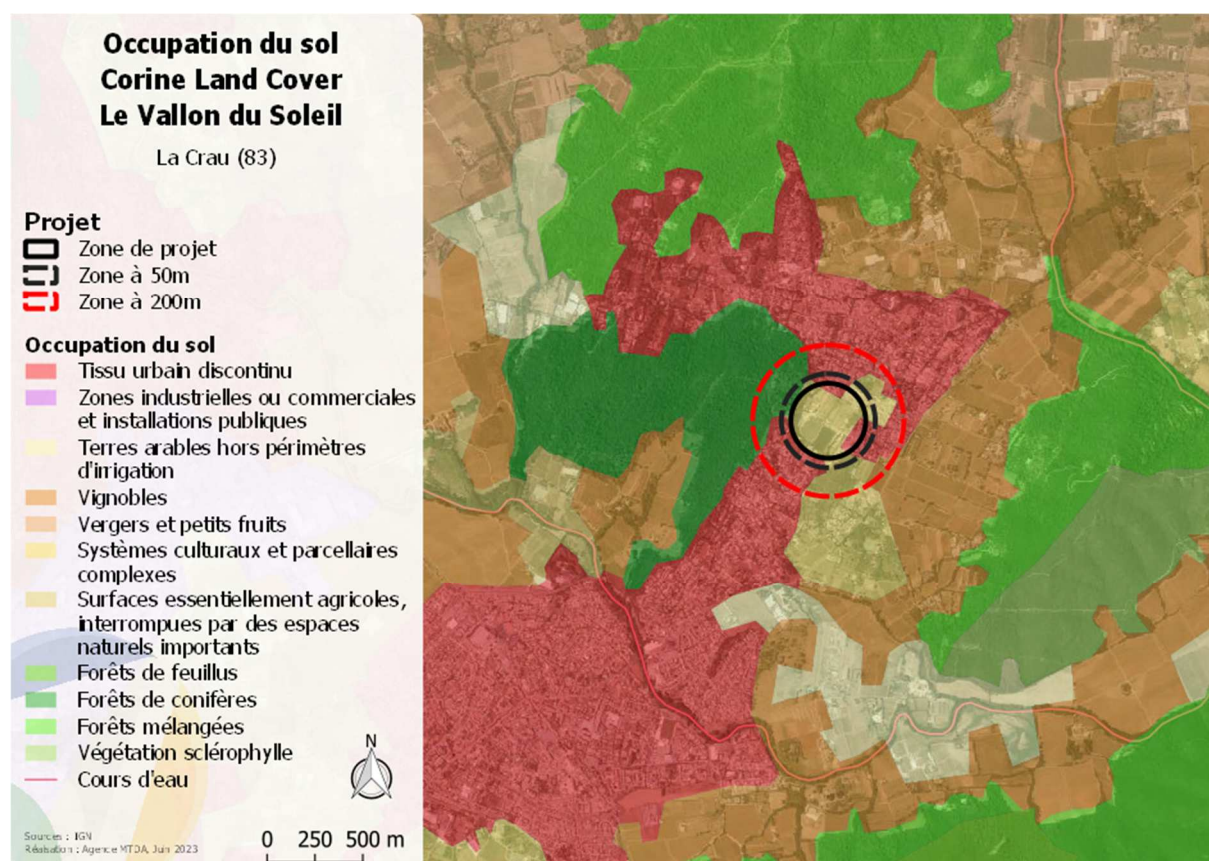 Occupation du sol
Corine Land Cover
Le Vallon du Soleil
La Crau (83)
Projet
Zone de projet
Zone à 50m
Zone à 200m
Occupation du sol
Tissu urbain discontinu
Zones industrielles ou commerciales
et installations publiques
Terres arables hors périmètres
d'irrigation
Vignobles
Vergers et petits fruits
Systèmes culturaux et parcellaires
complexes
Surfaces essentiellement agricoles,
interrompues par des espaces
naturels importants
Forêts de feuillus
Forêts de conifères
Forêts mélangées
Végétation sclérophylle
Cours d'eau
N
Sources : IGN
Réalisation : Agence MTDA, Juin 2023
0 250 500 m